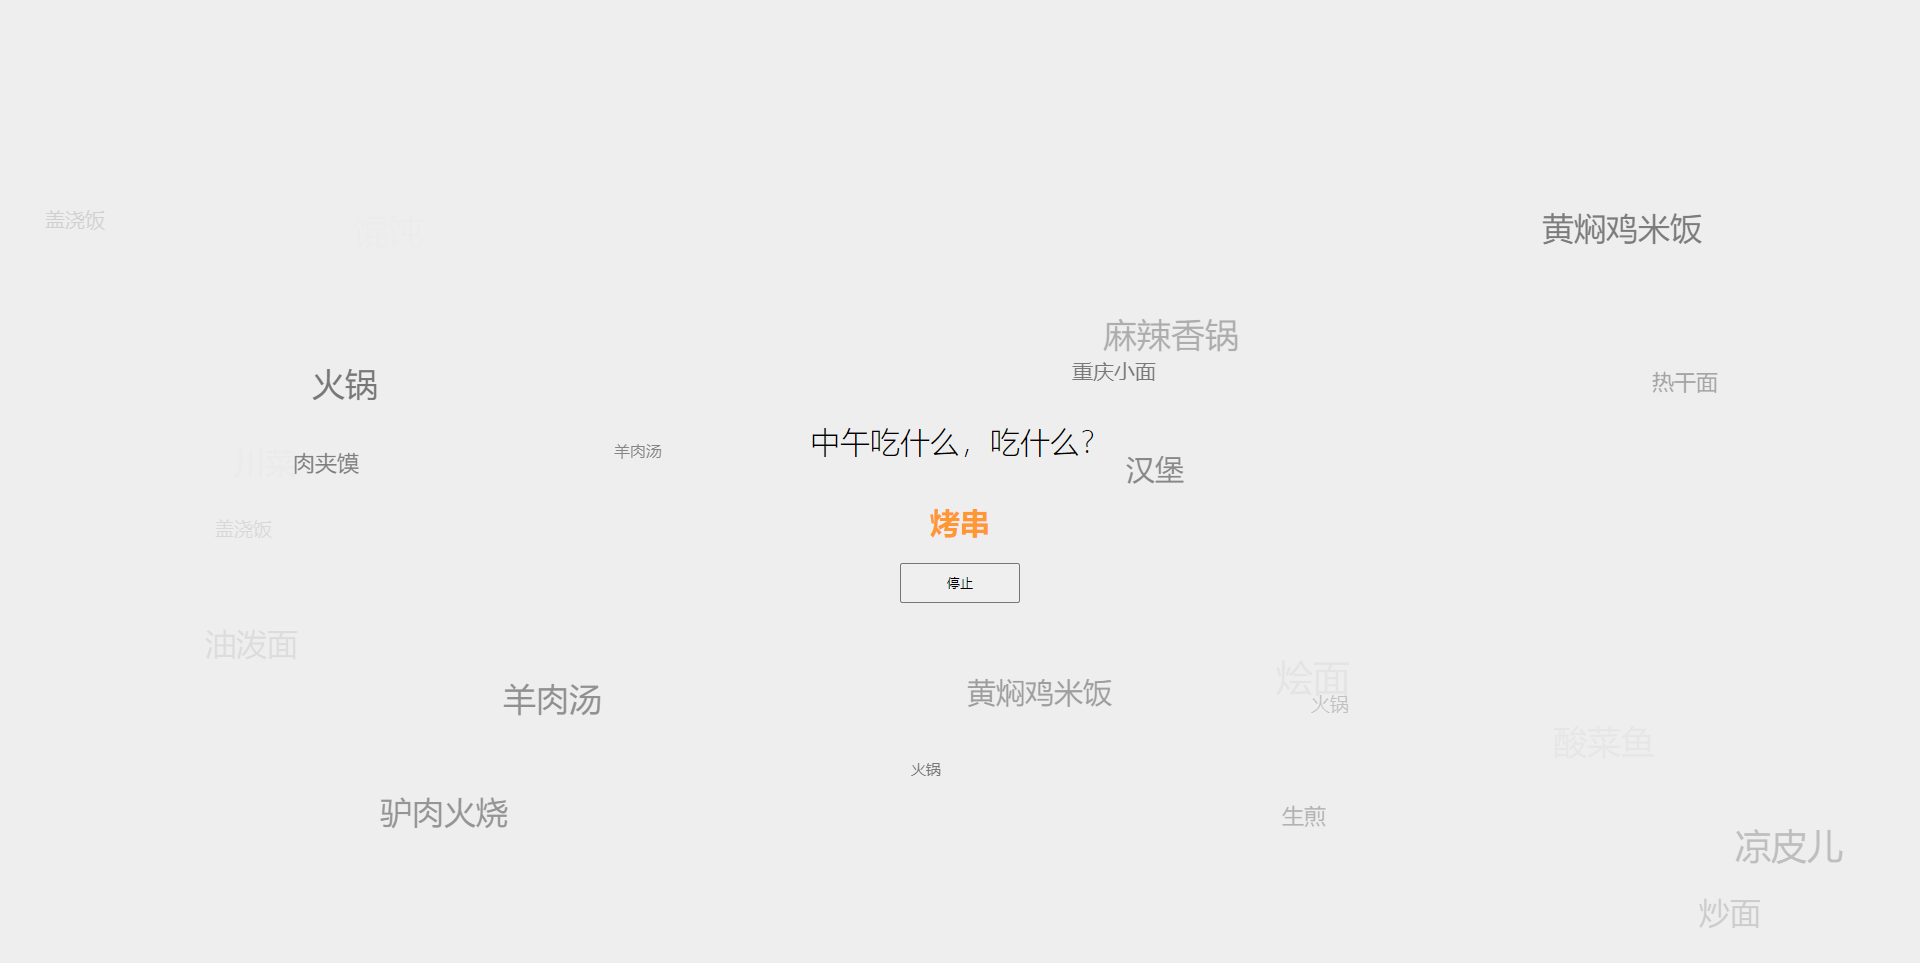 盖浇饭
馄饨
黄焖鸡米饭
麻辣香锅
重庆小面
火锅
热干面
中午吃什么，吃什么？
羊肉汤
川菜
肉夹馍
汉堡
烤串
盖浇饭
停止
油泼面
烩面
黄焖鸡米饭
羊肉汤
火锅
酸菜鱼
火锅
驴肉火烧
生煎
凉皮儿
炒面